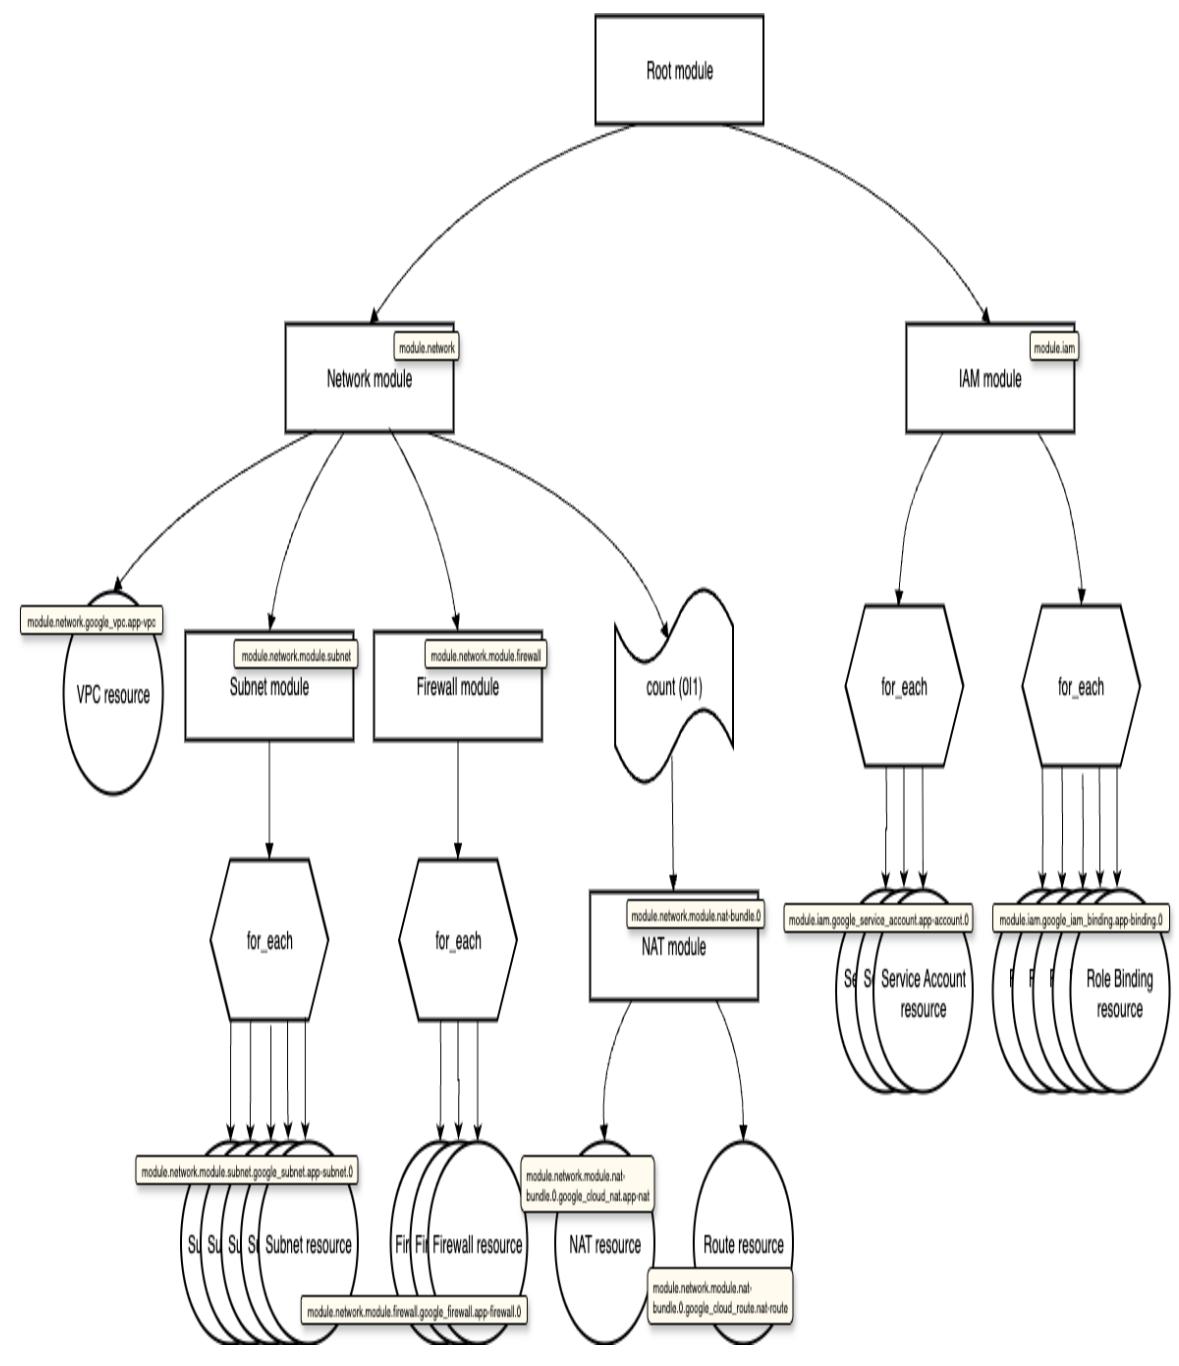 Root module
module.network
Network module
module.iam
IAM module
module.network.google_vpc.app-vpc
VPC resource
module.network.module.subnet
Subnet module
module.network.module.firewall
Firewall module
count (0|1)
for_each
for_each
for_each
for_each
module.network.module.nat-bundle.0
NAT module
module.iam.google_service_account.app-account.0
Se
S
Service Account
resource
module.iam.google_iam_binding.app-binding.0
Role Binding
resource
module.network.module.subnet.google_subnet.app-subnet.0
Su
Su
Su
S
Subnet resource
Fir
Fir
Firewall resource
module.network.module.firewall.google_firewall.app-firewall.0
module.network.module.nat-
bundle.0.google_cloud_nat.app-nat
NAT resource
Route resource
module.network.module.nat-
bundle.0.google_cloud_route.nat-route